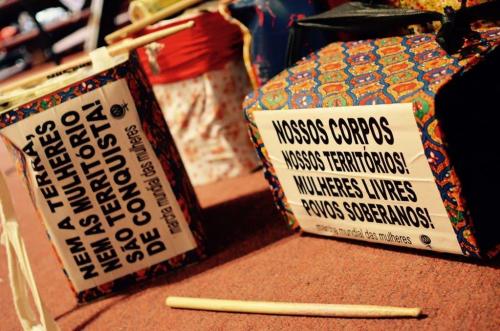 NEM A TERRA,
NEM AS MULHERES
SÃO TERRITÓRIO
DE CONQUISTA!
marcha mundial das mulheres
NOSSOS CORPOS
NOSSOS TERRITÓRIOS!
MULHERES LIVRES
POVOS SOBERANOS!
marcha mundial das mulheres